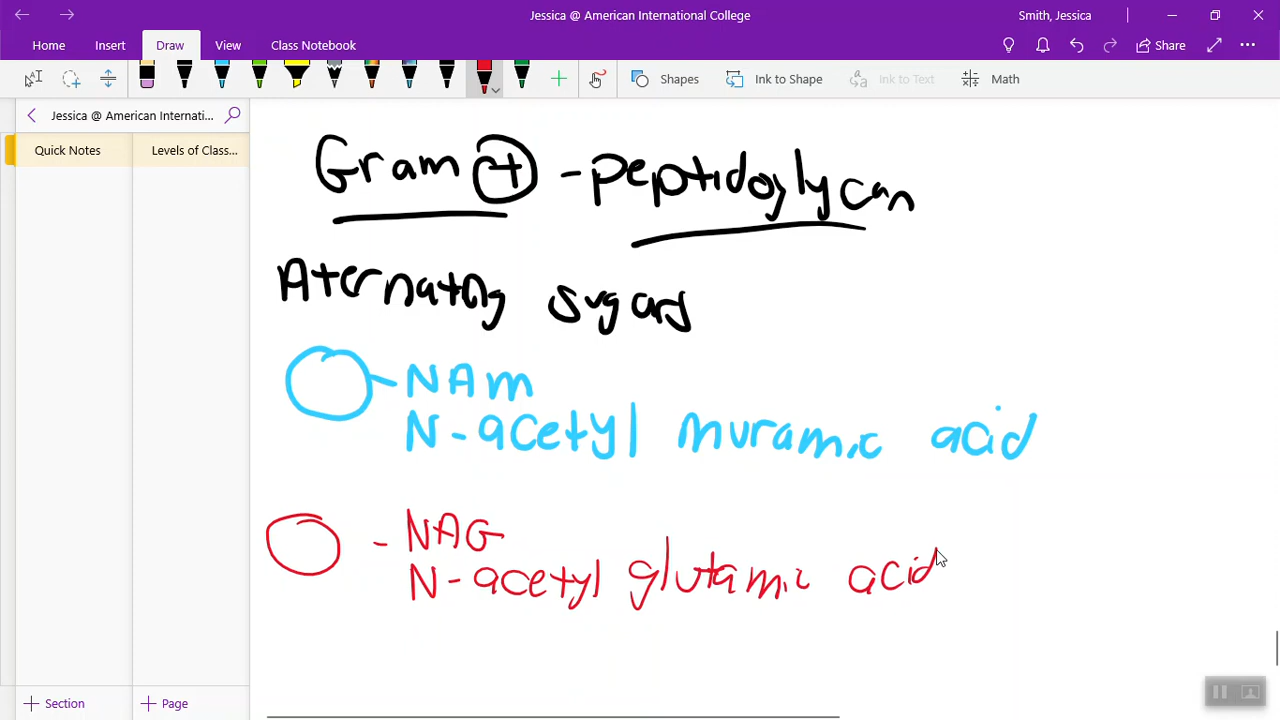 Jessica @ American International College
Smith, Jessica
Home Insert Draw View Class Notebook
Share
Shapes Ink to Shape Ink to Text Math
Jessica @ American Internati...
Quick Notes
Levels of Class...
Gram + - peptidoglycan
Aternating sugars
- NAM
N-acetyl muramic acid
- NAG
N-acetyl glutamic acid
+ Section
+ Page